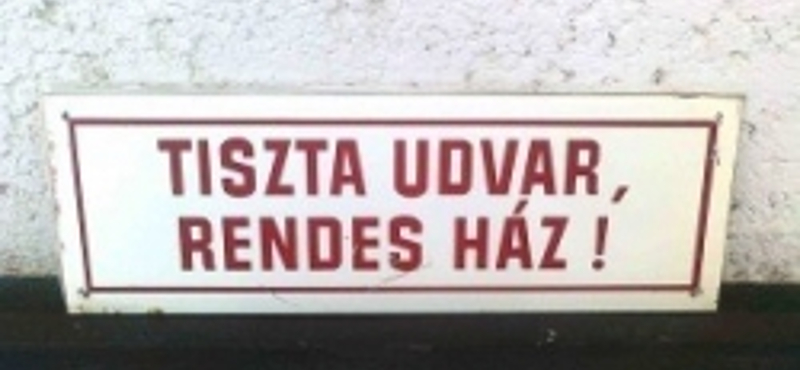 TISZTA UDVAR,
RENDES HÁZ!